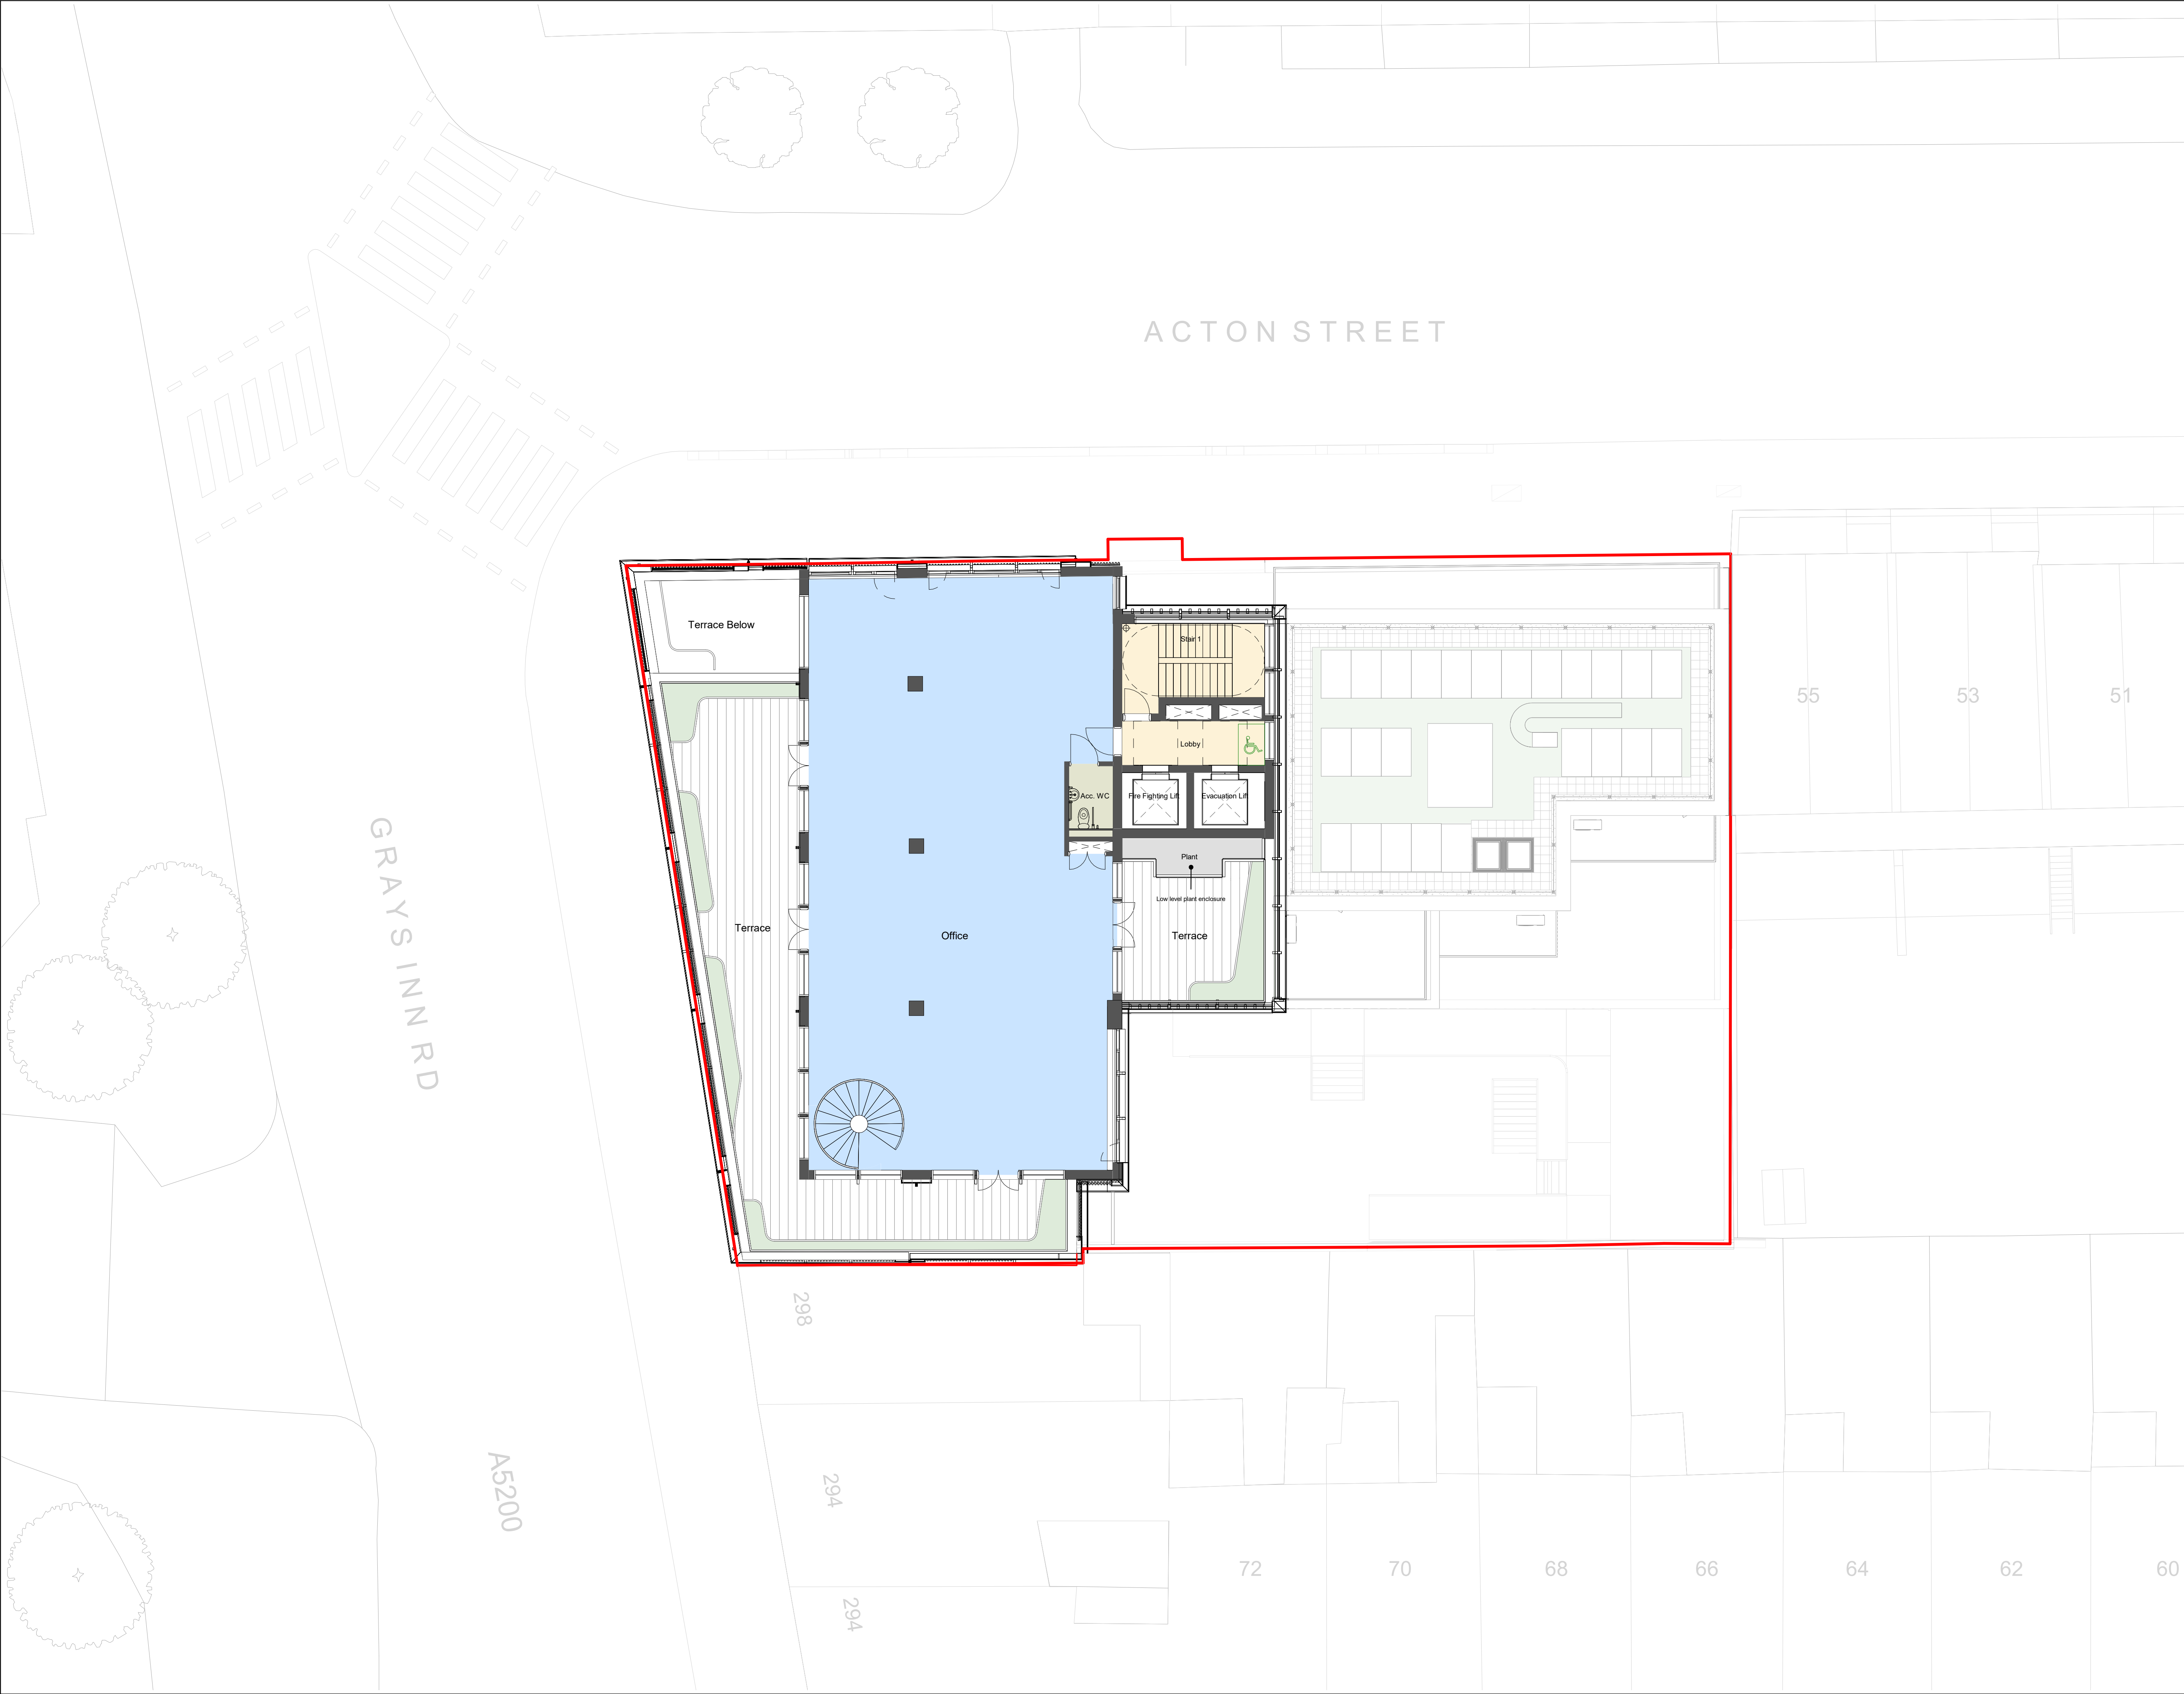 ACTON STREET
Terrace Below
Stair 1
55
53
51
Lobby
Acc. WC
Fire Fighting Lift
Evacuation Lift
GRAYS INN RD
Plant
Low level plant enclosure
Terrace
Office
Terrace
298
A5200
294
294
72
70
68
66
64
62
60